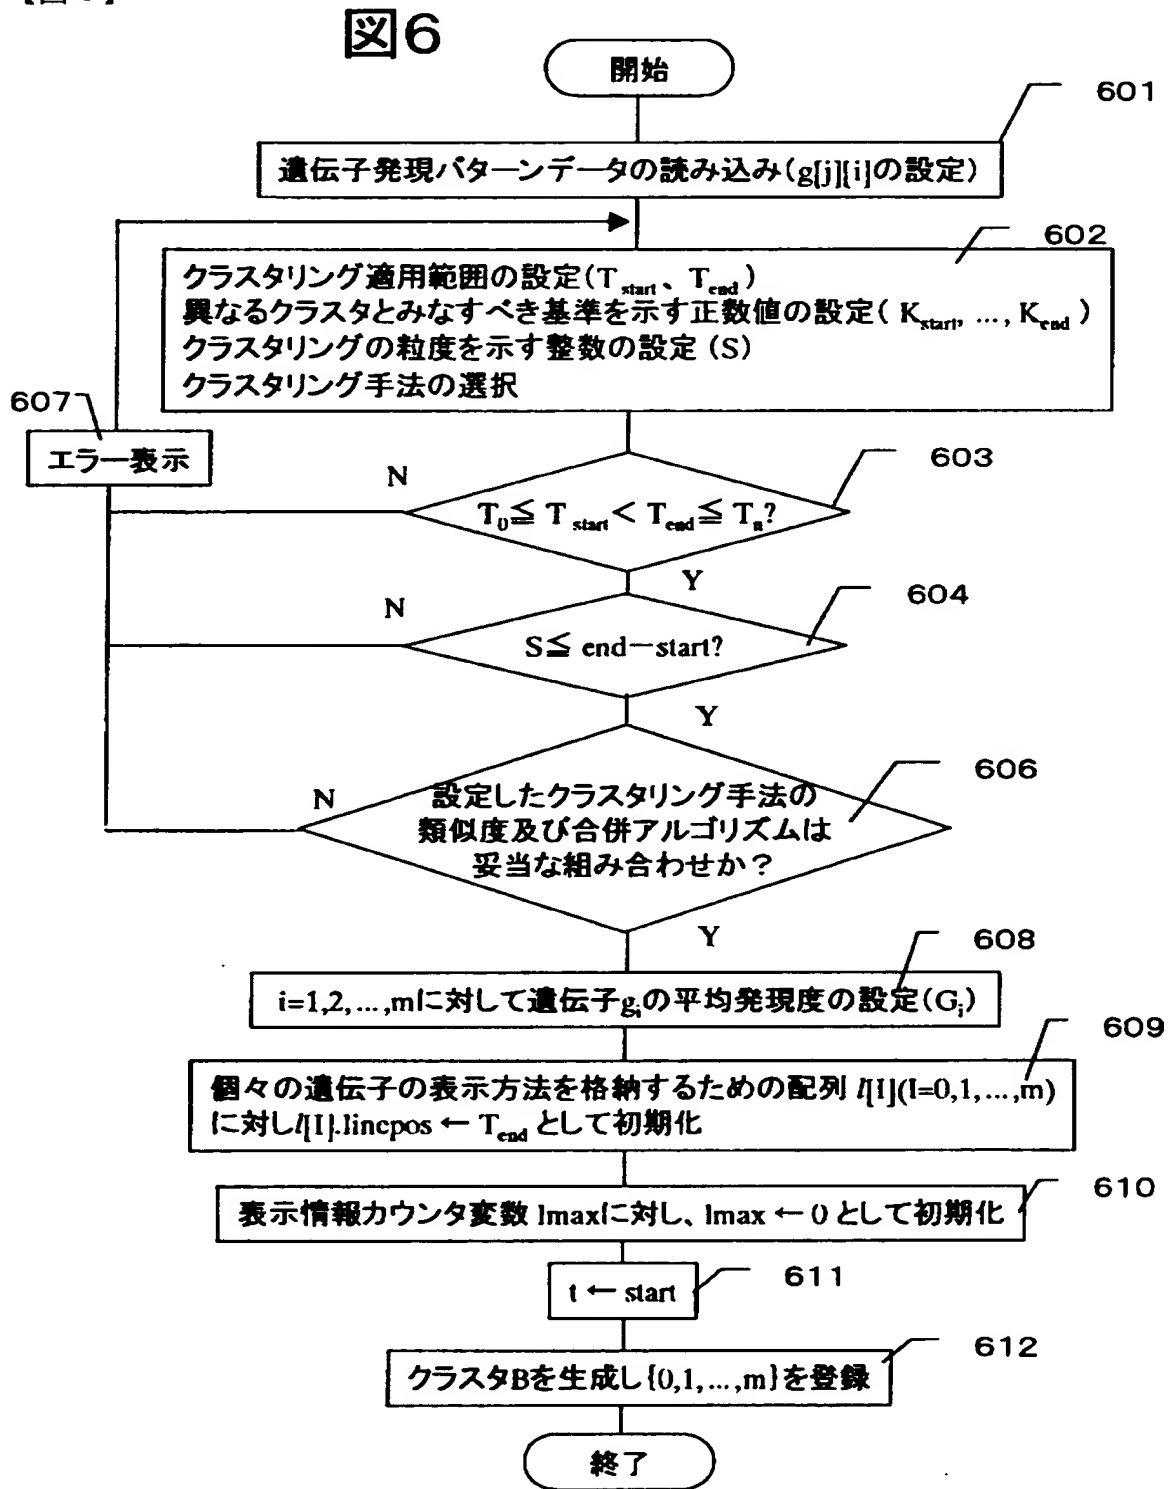 図6
開始
601
遺伝子発現パターンデータの読み込み(g[j][i]の設定)
602
クラスタリング適用範囲の設定(T_start、T_end)
異なるクラスタとみなすべき基準を示す正数値の設定( K_start, ..., K_end )
クラスタリングの粒度を示す整数の設定 (S)
クラスタリング手法の選択
607
エラー表示
603
N
T_0≦ T_start < T_end≦ T_n?
Y
604
N
S≦ end−start?
Y
606
N
設定したクラスタリング手法の
類似度及び合併アルゴリズムは
妥当な組み合わせか？
Y
608
i=1,2,...,mに対して遺伝子g_iの平均発現度の設定(G_i)
609
個々の遺伝子の表示方法を格納するための配列 l[I](I=0,1,...,m)
に対しl[I].linepos ← T_end として初期化
610
表示情報カウンタ変数 lmaxに対し、lmax ← 0 として初期化
611
t ← start
612
クラスタBを生成し{0,1,...,m}を登録
終了